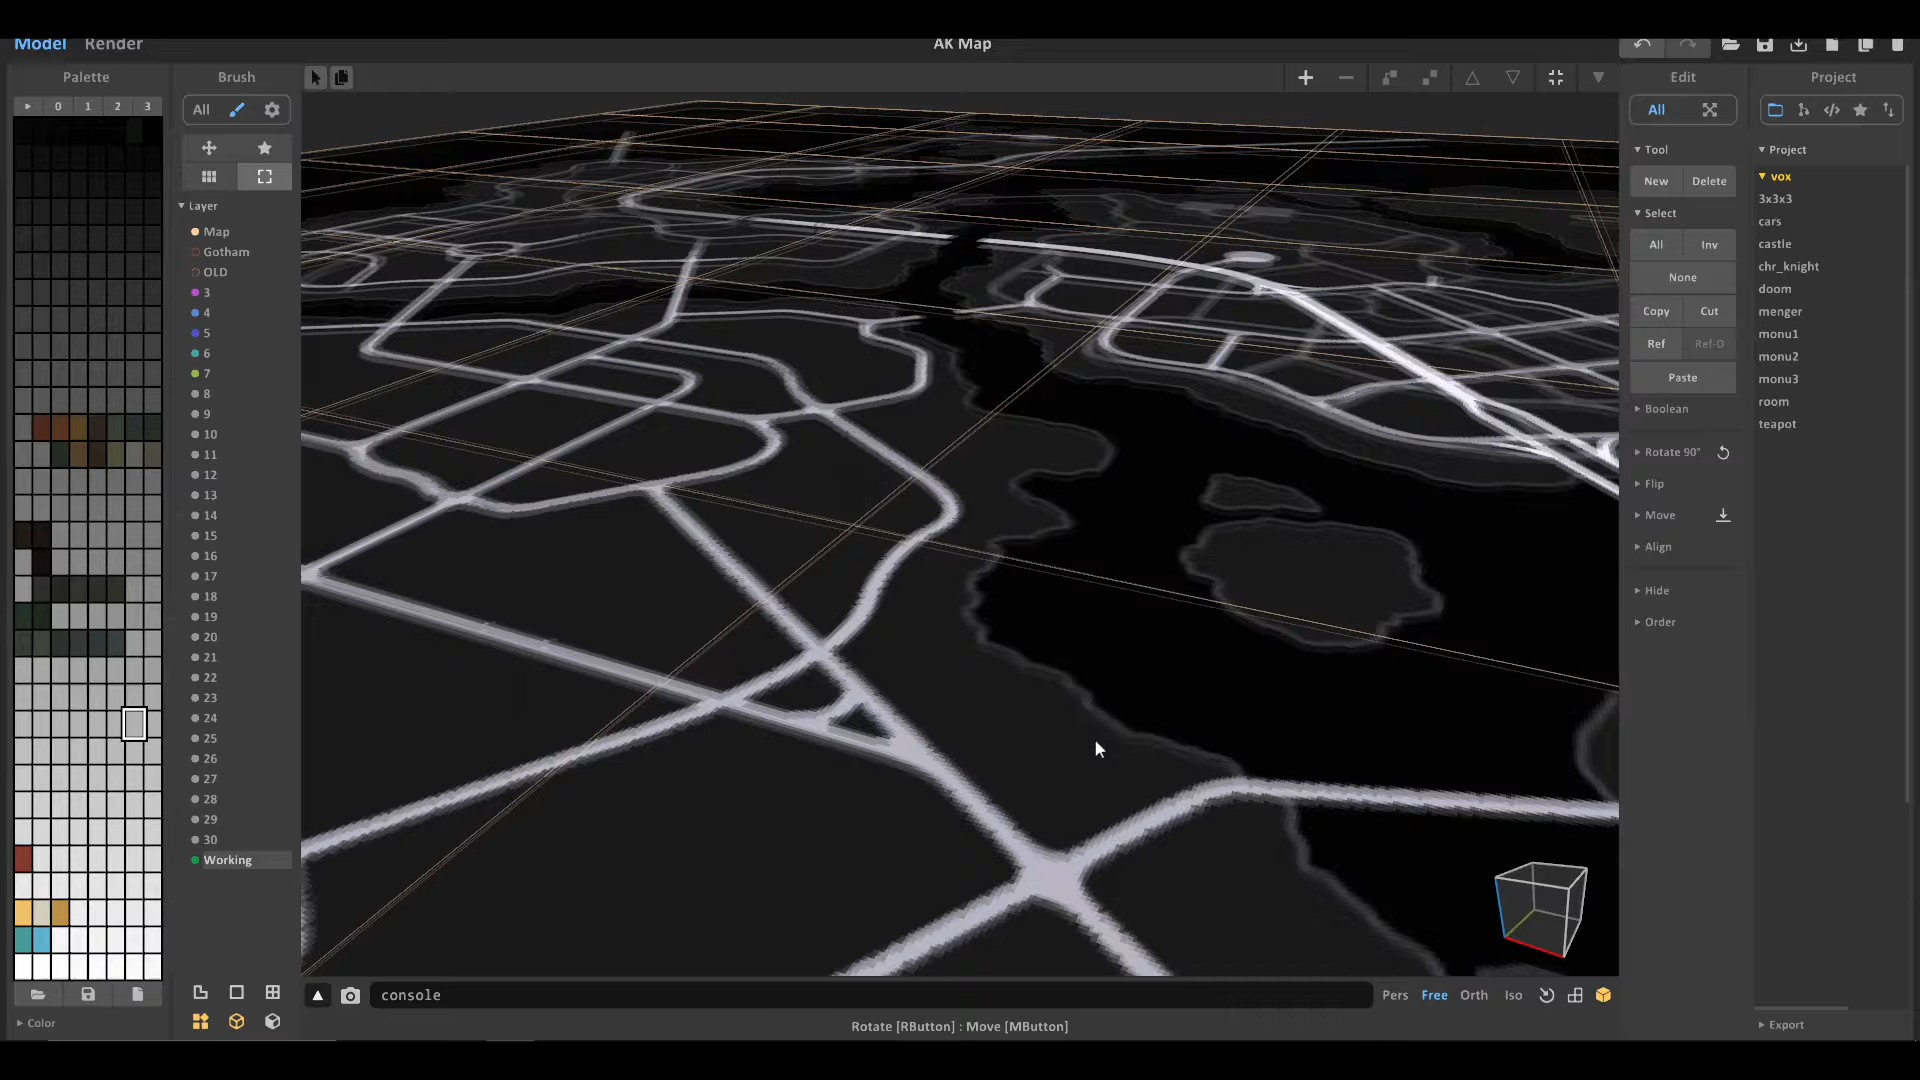 Model Render
AK Map
Palette
0 1 2 3
Color
Brush
All
Layer
Map
Gotham
OLD
3
4
5
6
7
8
9
10
11
12
13
14
15
16
17
18
19
20
21
22
23
24
25
26
27
28
29
30
Working
console
Pers Free Orth Iso
Rotate [RButton] : Move [MButton]
Edit
All
Tool
New Delete
Select
All Inv
None
Copy Cut
Ref Ref-D
Paste
Boolean
Rotate 90°
Flip
Move
Align
Hide
Order
Project
Project
vox
3x3x3
cars
castle
chr_knight
doom
menger
monu1
monu2
monu3
room
teapot
Export